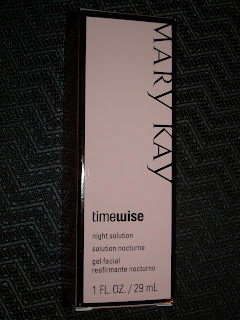 MARY KAY
timewise
night solution
solution nocturne
gel facial
reafirmante nocturno
1 FL. OZ. / 29 mL